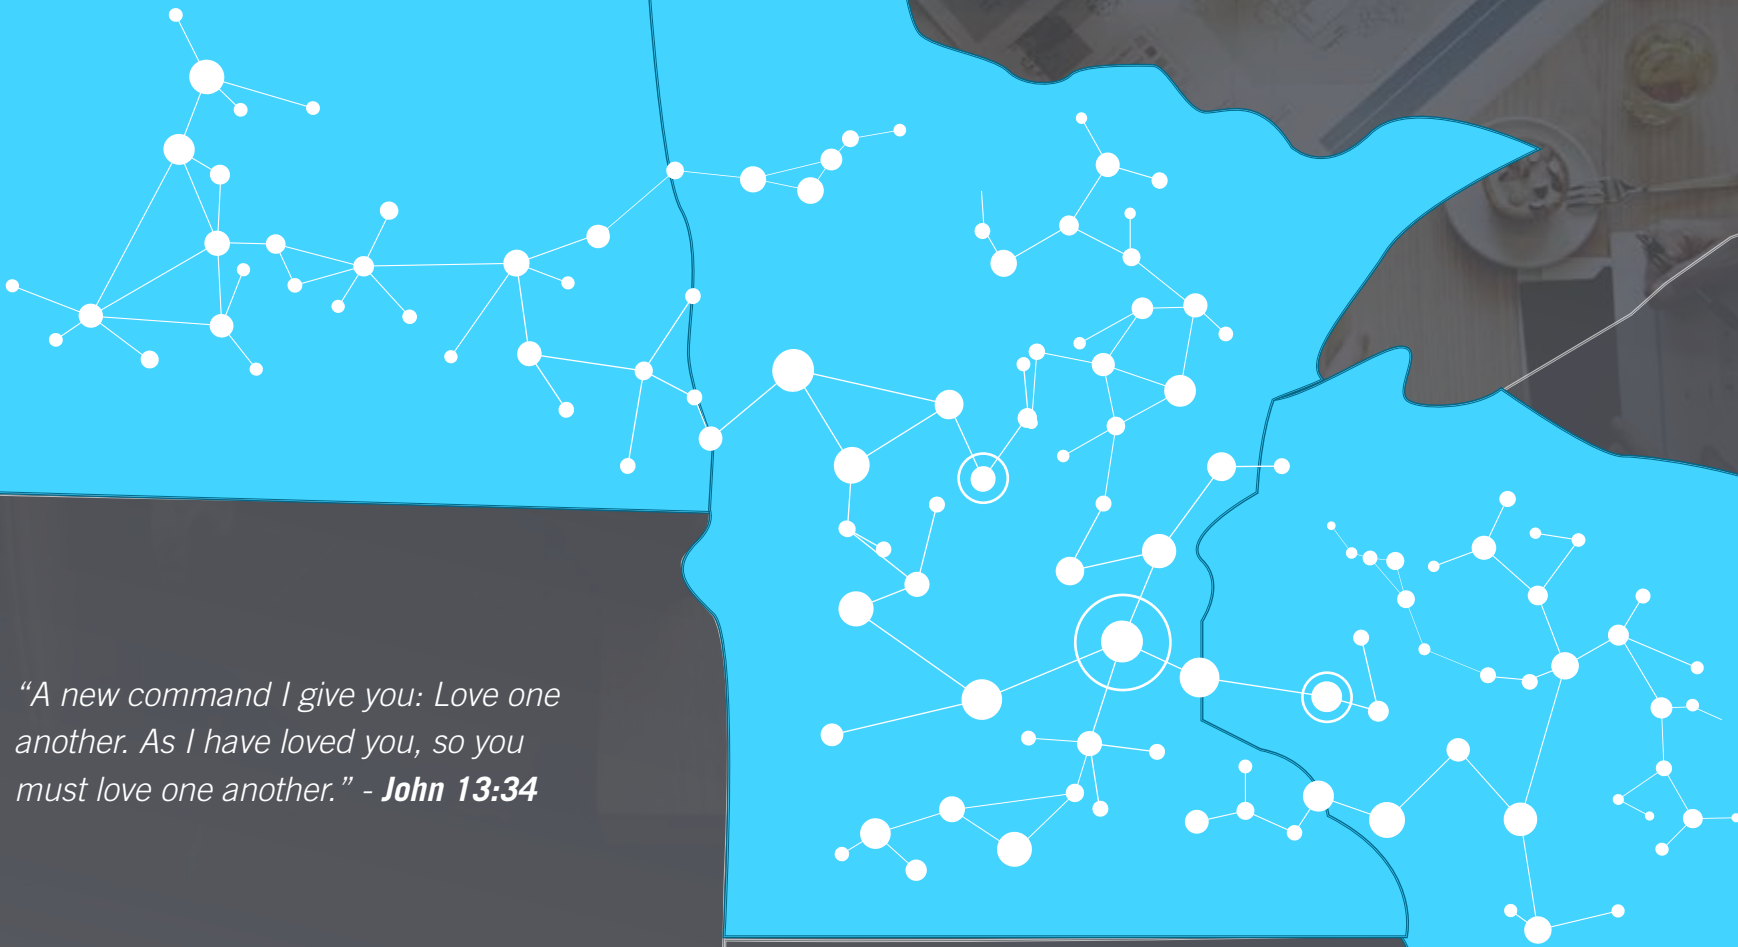 “A new command I give you: Love one
another. As I have loved you, so you
must love one another.” - John 13:34